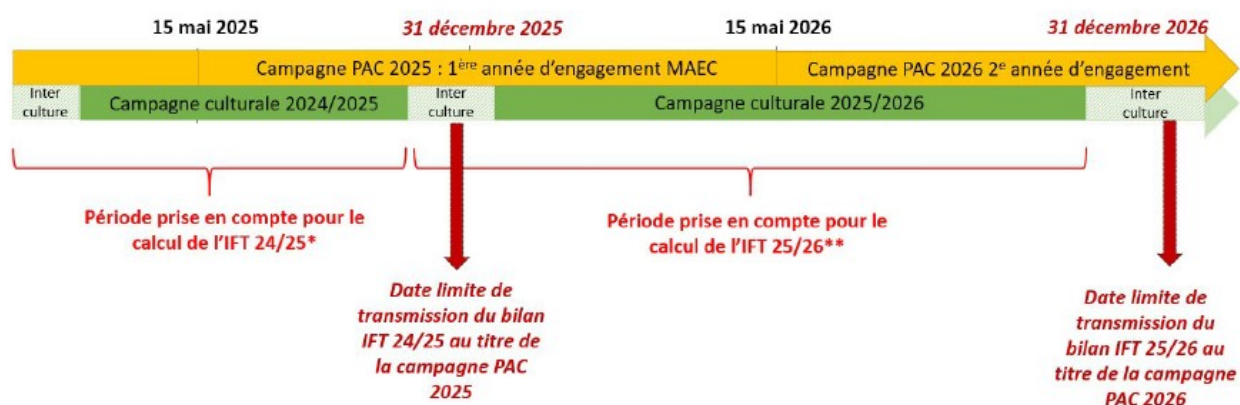 15 mai 2025
31 décembre 2025
15 mai 2026
31 décembre 2026
Campagne PAC 2025 : 1ère année d'engagement MAEC
Campagne PAC 2026 2e année d'engagement
Inter
culture
Campagne culturale 2024/2025
Inter
culture
Campagne culturale 2025/2026
Inter
culture
Période prise en compte pour le
calcul de l'IFT 24/25*
Période prise en compte pour le
calcul de l'IFT 25/26**
Date limite de
transmission du bilan
IFT 24/25 au titre de
la campagne PAC
2025
Date limite de
transmission du
bilan IFT 25/26 au
titre de la campagne
PAC 2026